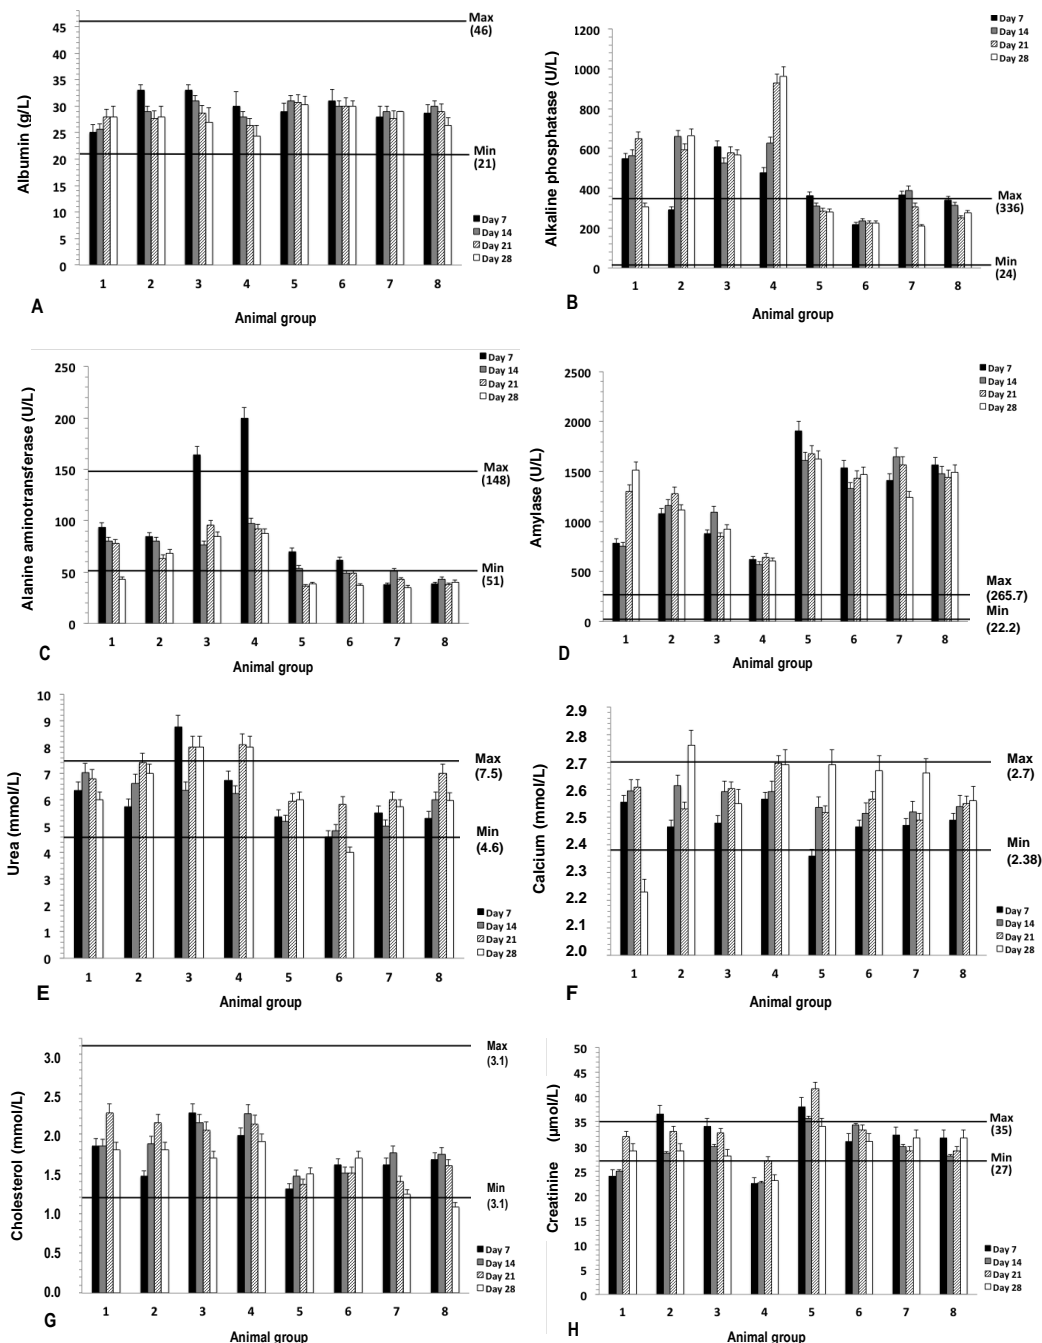 Albumin (g/L)
45
40
35
30
25
20
15
10
5
0
Max
(46)
Min
(21)
Day 7
Day 14
Day 21
Day 28
1 2 3 4 5 6 7 8
A
Animal group
Alkaline phosphatase (U/L)
1200
1000
800
600
400
200
0
Day 7
Day 14
Day 21
Day 28
Max
(336)
Min
(24)
1 2 3 4 5 6 7 8
B
Animal group
Alanine aminotransferase (U/L)
250
200
150
100
50
0
Day 7
Day 14
Day 21
Day 28
Max
(148)
Min
(51)
1 2 3 4 5 6 7 8
C
Animal group
Amylase (U/L)
2500
2000
1500
1000
500
0
Day 7
Day 14
Day 21
Day 28
Max
(265.7)
Min
(22.2)
1 2 3 4 5 6 7 8
D
Animal group
Urea (mmol/L)
10
9
8
7
6
5
4
3
2
1
0
Max
(7.5)
Min
(4.6)
Day 7
Day 14
Day 21
Day 28
1 2 3 4 5 6 7 8
E
Animal group
Calcium (mmol/L)
2.9
2.8
2.7
2.6
2.5
2.4
2.3
2.2
2.1
2.0
Max
(2.7)
Min
(2.38)
Day 7
Day 14
Day 21
Day 28
1 2 3 4 5 6 7 8
F
Animal group
Cholesterol (mmol/L)
3.0
2.5
2.0
1.5
1.0
0.5
0.0
Max
(3.1)
Min
(3.1)
Day 7
Day 14
Day 21
Day 28
1 2 3 4 5 6 7 8
G
Animal group
Creatinine (µmol/L)
50
45
40
35
30
25
20
15
10
5
0
Max
(35)
Min
(27)
Day 7
Day 14
Day 21
Day 28
1 2 3 4 5 6 7 8
H
Animal group